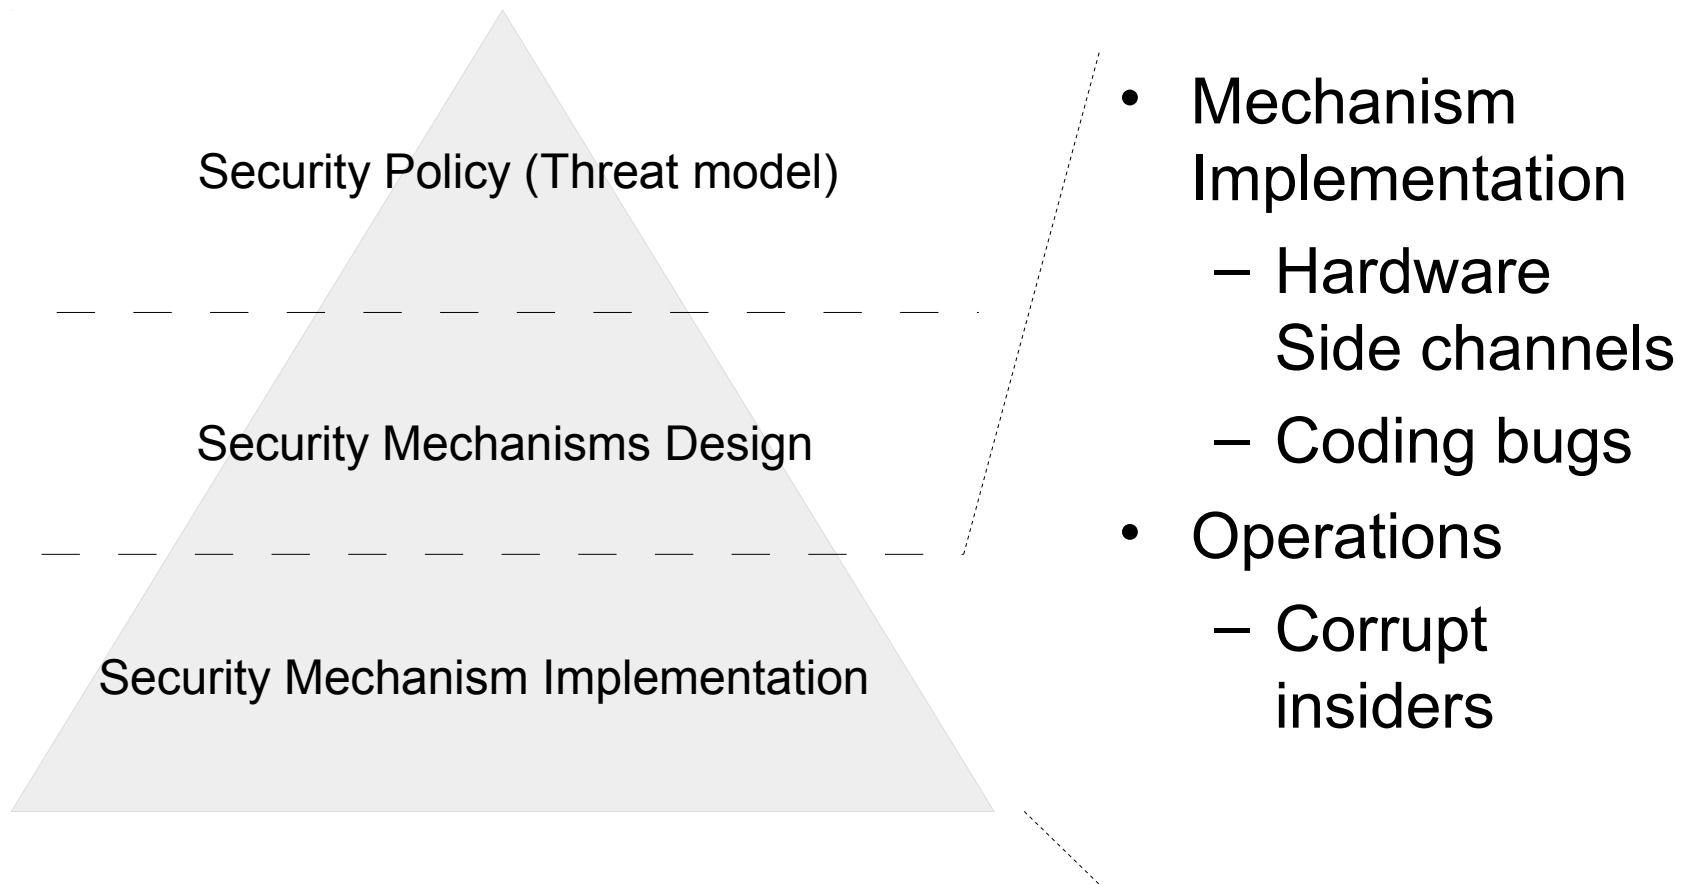 Security Policy (Threat model)
Security Mechanisms Design
Security Mechanism Implementation
• Mechanism
Implementation
– Hardware
Side channels
– Coding bugs
• Operations
– Corrupt
insiders